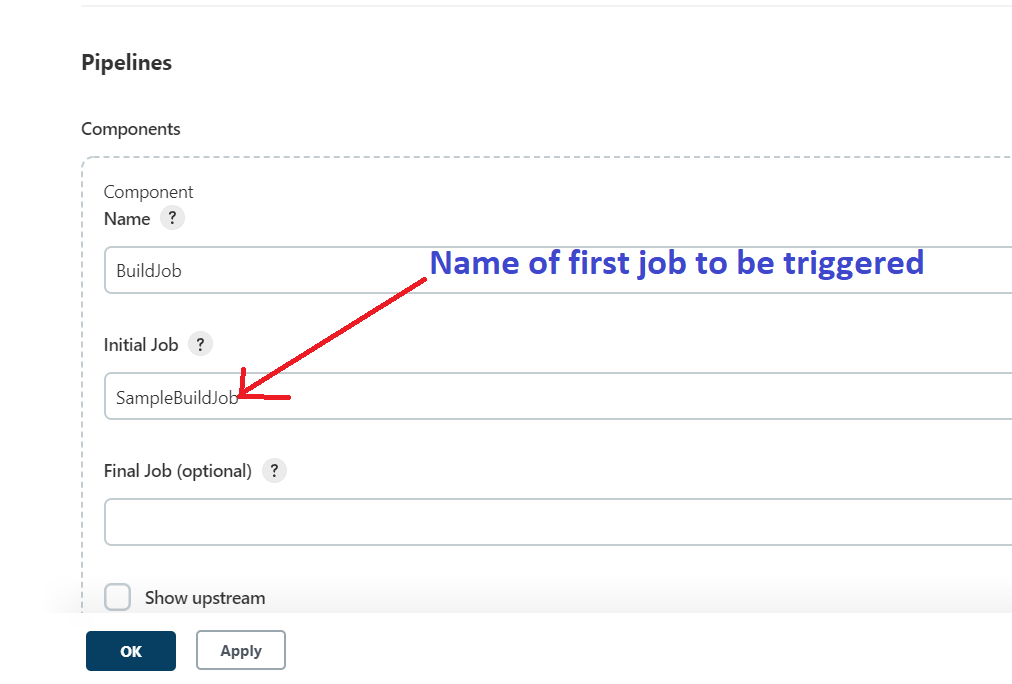 Pipelines
Components
Component
Name ?
BuildJob
Name of first job to be triggered
Initial Job ?
SampleBuildJob
Final Job (optional) ?
Show upstream
OK Apply